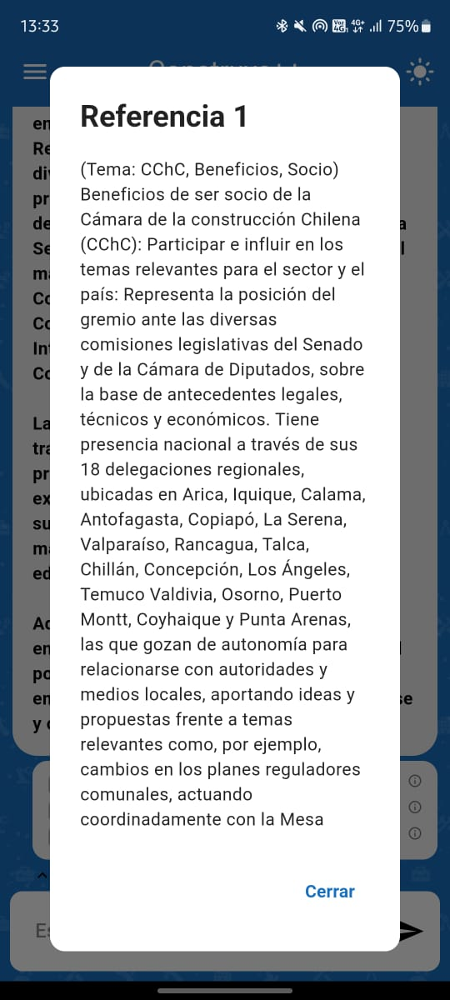 13:33
4G+
75%
Referencia 1
(Tema: CChC, Beneficios, Socio)
Beneficios de ser socio de la
Cámara de la construcción Chilena
(CChC): Participar e influir en los
temas relevantes para el sector y el
país: Representa la posición del
gremio ante las diversas
comisiones legislativas del Senado
y de la Cámara de Diputados, sobre
la base de antecedentes legales,
técnicos y económicos. Tiene
presencia nacional a través de sus
18 delegaciones regionales,
ubicadas en Arica, Iquique, Calama,
Antofagasta, Copiapó, La Serena,
Valparaíso, Rancagua, Talca,
Chillán, Concepción, Los Ángeles,
Temuco Valdivia, Osorno, Puerto
Montt, Coyhaique y Punta Arenas,
las que gozan de autonomía para
relacionarse con autoridades y
medios locales, aportando ideas y
propuestas frente a temas
relevantes como, por ejemplo,
cambios en los planes reguladores
comunales, actuando
coordinadamente con la Mesa
Cerrar